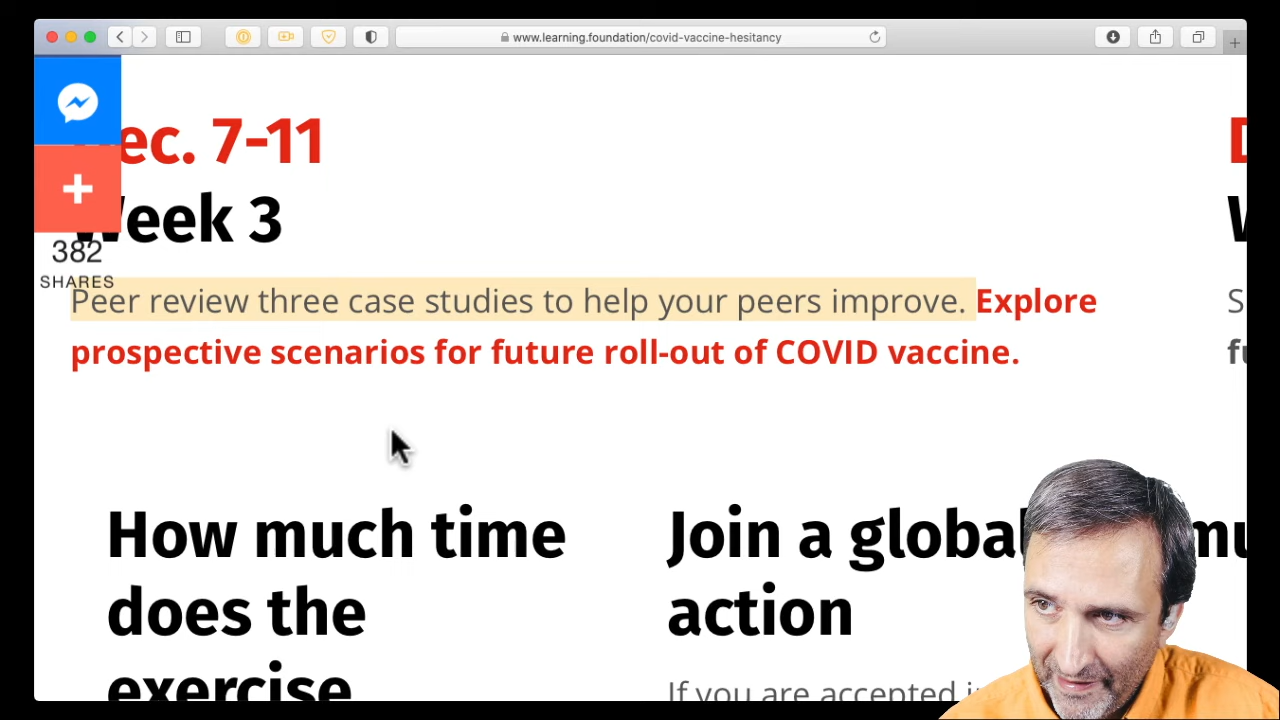 www.learning.foundation/covid-vaccine-hesitancy
Dec. 7-11
Week 3
382
SHARES
Peer review three case studies to help your peers improve. Explore
prospective scenarios for future roll-out of COVID vaccine.
How much time
does the
exercise
Join a global
action
If you are accepted